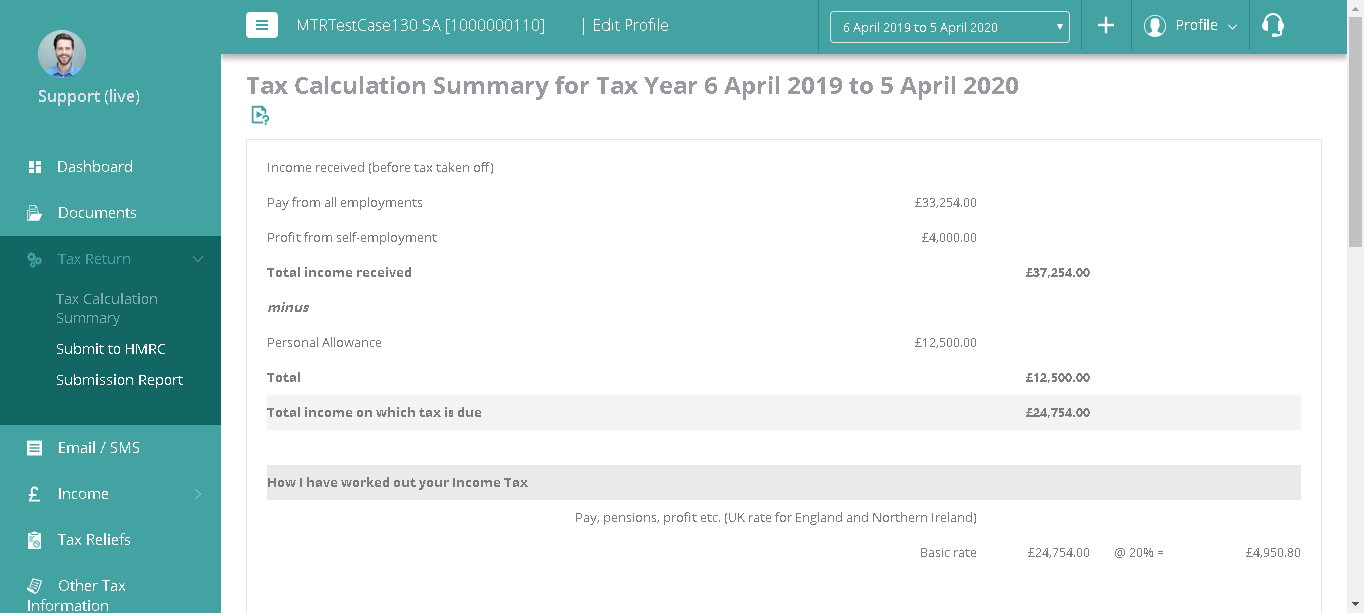 MTRTestCase130 SA [1000000110] | Edit Profile
6 April 2019 to 5 April 2020
Profile
Support (live)
Dashboard
Documents
Tax Return
Tax Calculation
Summary
Submit to HMRC
Submission Report
Email / SMS
Income
Tax Reliefs
Other Tax
Information
Tax Calculation Summary for Tax Year 6 April 2019 to 5 April 2020
Income received (before tax taken off)
Pay from all employments £33,254.00
Profit from self-employment £4,000.00
Total income received £37,254.00
minus
Personal Allowance £12,500.00
Total £12,500.00
Total income on which tax is due £24,754.00
How I have worked out your Income Tax
Pay, pensions, profit etc. (UK rate for England and Northern Ireland)
Basic rate £24,754.00 @ 20% = £4,950.80